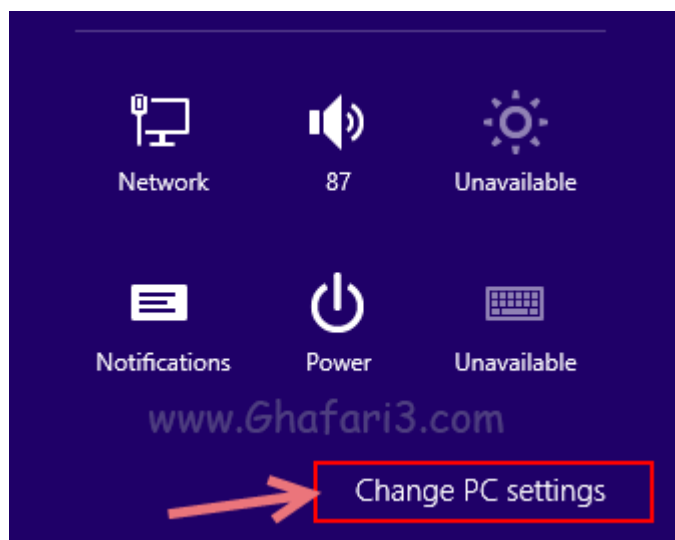 Network 87 Unavailable
Notifications Power Unavailable
www.Ghafari3.com
Change PC settings